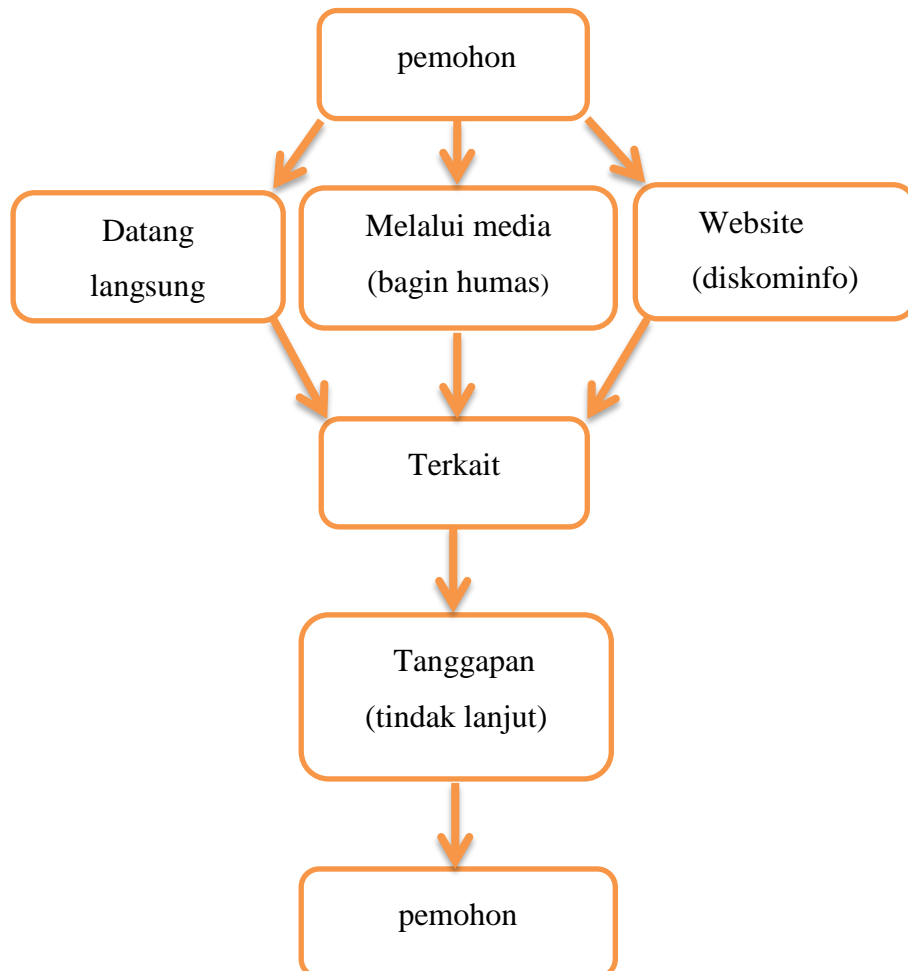 pemohon
Datang
langsung
Melalui media
(bagin humas)
Website
(diskominfo)
Terkait
Tanggapan
(tindak lanjut)
pemohon